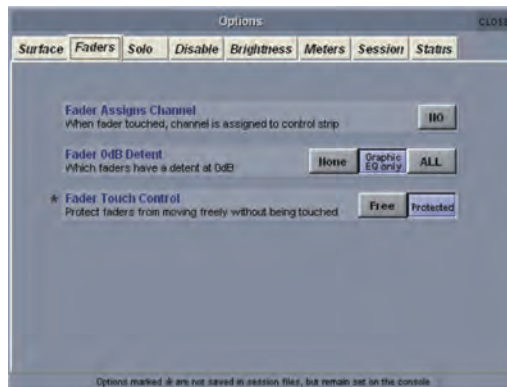 Options
CLOSE
Surface Faders Solo Disable Brightness Meters Session Status
Fader Assigns Channel
When fader touched, channel is assigned to control strip
NO
Fader 0dB Detent
Which faders have a detent at 0dB
None
Graphic
EQ only
ALL
* Fader Touch Control
Protect faders from moving freely without being touched
Free
Protected
Options marked * are not saved in session files, but remain set on the console